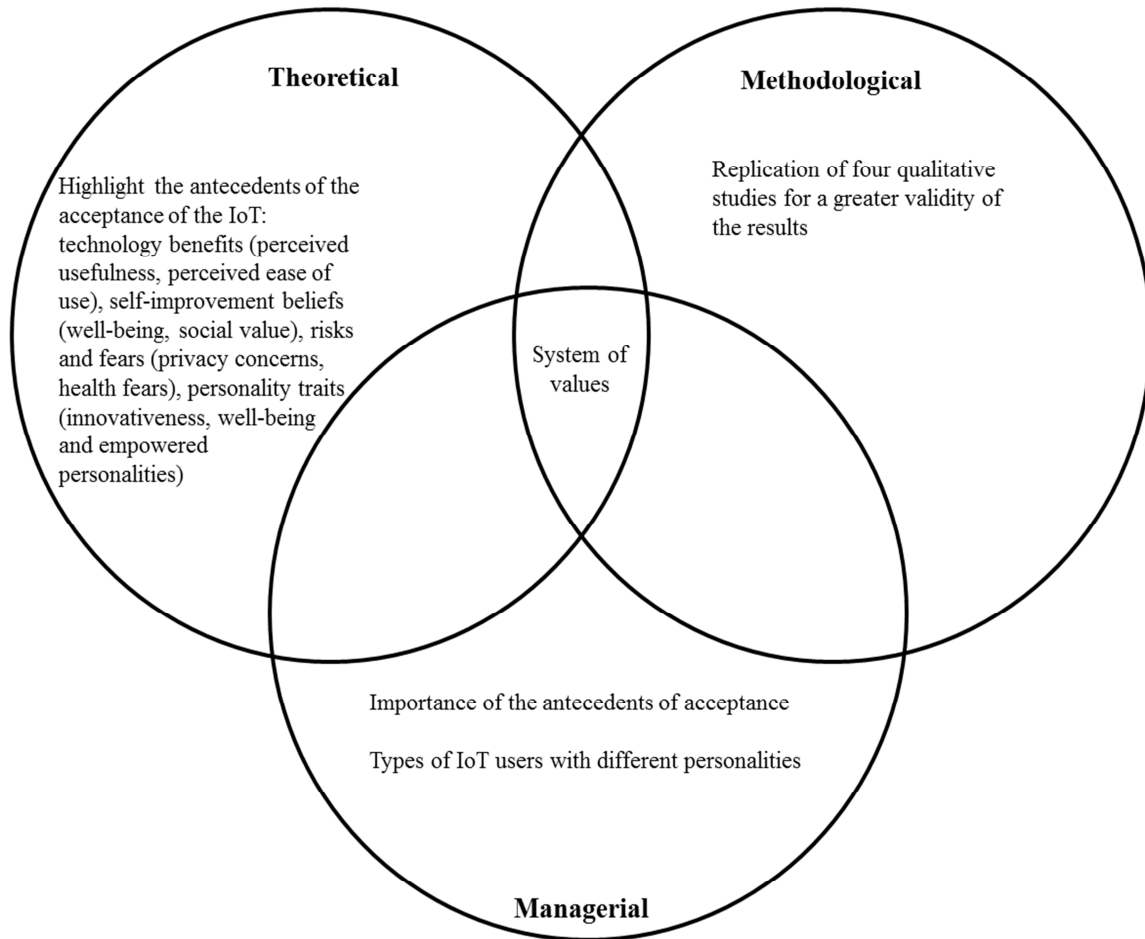 Theoretical
Highlight the antecedents of the
acceptance of the IoT:
technology benefits (perceived
usefulness, perceived ease of
use), self-improvement beliefs
(well-being, social value), risks
and fears (privacy concerns,
health fears), personality traits
(innovativeness, well-being
and empowered
personalities)
Methodological
Replication of four qualitative
studies for a greater validity of
the results
System of
values
Importance of the antecedents of acceptance
Types of IoT users with different personalities
Managerial